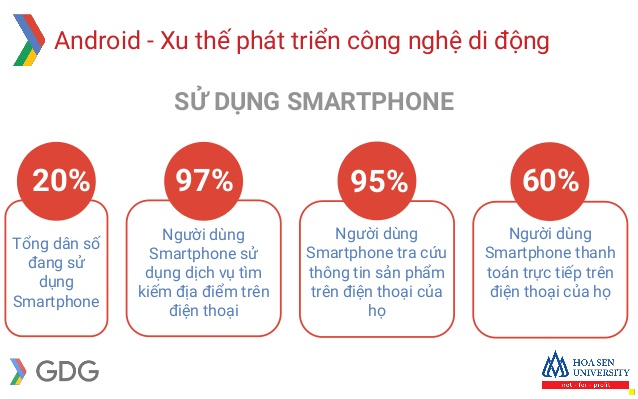 Android - Xu thế phát triển công nghệ di động
SỬ DỤNG SMARTPHONE
20%
Tổng dân số
đang sử
dụng
Smartphone
97%
Người dùng
Smartphone sử
dụng dịch vụ tìm
kiếm địa điểm trên
điện thoại
95%
Người dùng
Smartphone tra cứu
thông tin sản phẩm
trên điện thoại của
họ
60%
Người dùng
Smartphone thanh
toán trực tiếp trên
điện thoại của họ
GDG
HOA SEN
UNIVERSITY
not - for - profit